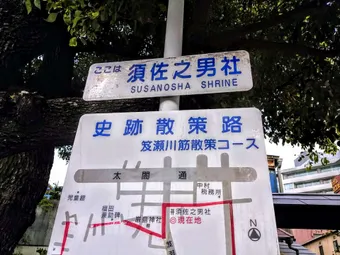 ここは 須佐之男社
SUSANOSHA SHRINE
史跡散策路
笈瀬川筋散策コース
太閤通
中村
税務所
須佐之男社
現在地
N